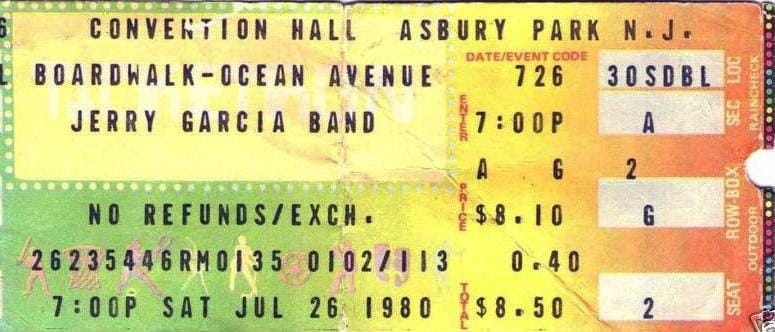 6 CONVENTION HALL ASBURY PARK N.J.
DATE/EVENT CODE
L BOARDWALK-OCEAN AVENUE 726 30SDBL LOC
JERRY GARCIA BAND ENTER 7:00P A SEC
RAINCHECK
A G 2
NO REFUNDS/EXCH. PRICE $8.10 G ROW-BOX
OUTDOOR
26235446RM0135 0102/113 0.40
7:00P SAT JUL 26 1980 TOTAL $8.50 2 SEAT